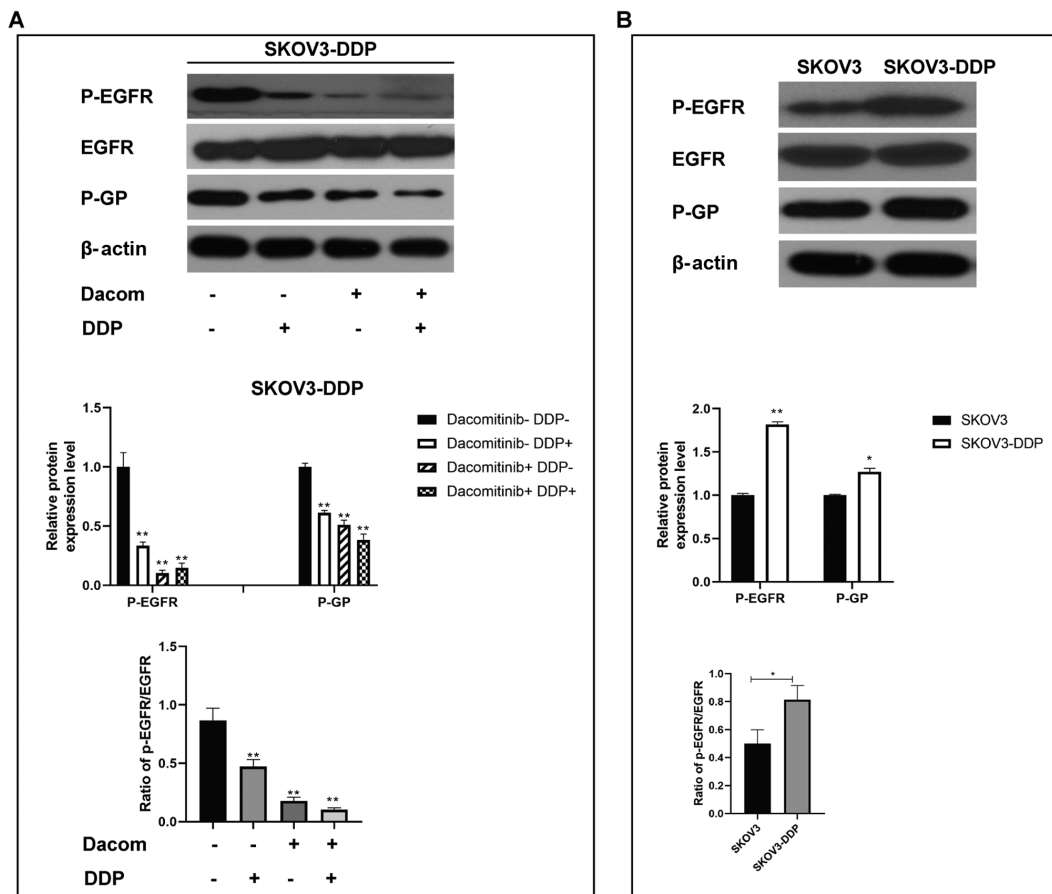 A
SKOV3-DDP
P-EGFR
EGFR
P-GP
β-actin
Dacom - - + +
DDP - + - +
SKOV3-DDP
Relative protein
expression level
1.5
1.0
0.5
0.0
P-EGFR P-GP
** ** ** ** ** **
Dacomitinib- DDP-
Dacomitinib- DDP+
Dacomitinib+ DDP-
Dacomitinib+ DDP+
Ratio of p-EGFR/EGFR
1.5
1.0
0.5
0.0
** ** **
Dacom - - + +
DDP - + - +
B
SKOV3 SKOV3-DDP
P-EGFR
EGFR
P-GP
β-actin
Relative protein
expression level
2.0
1.5
1.0
0.5
0.0
** *
P-EGFR P-GP
SKOV3
SKOV3-DDP
Ratio of p-EGFR/EGFR
1.0
0.8
0.6
0.4
0.2
0.0
*
SKOV3 SKOV3-DDP